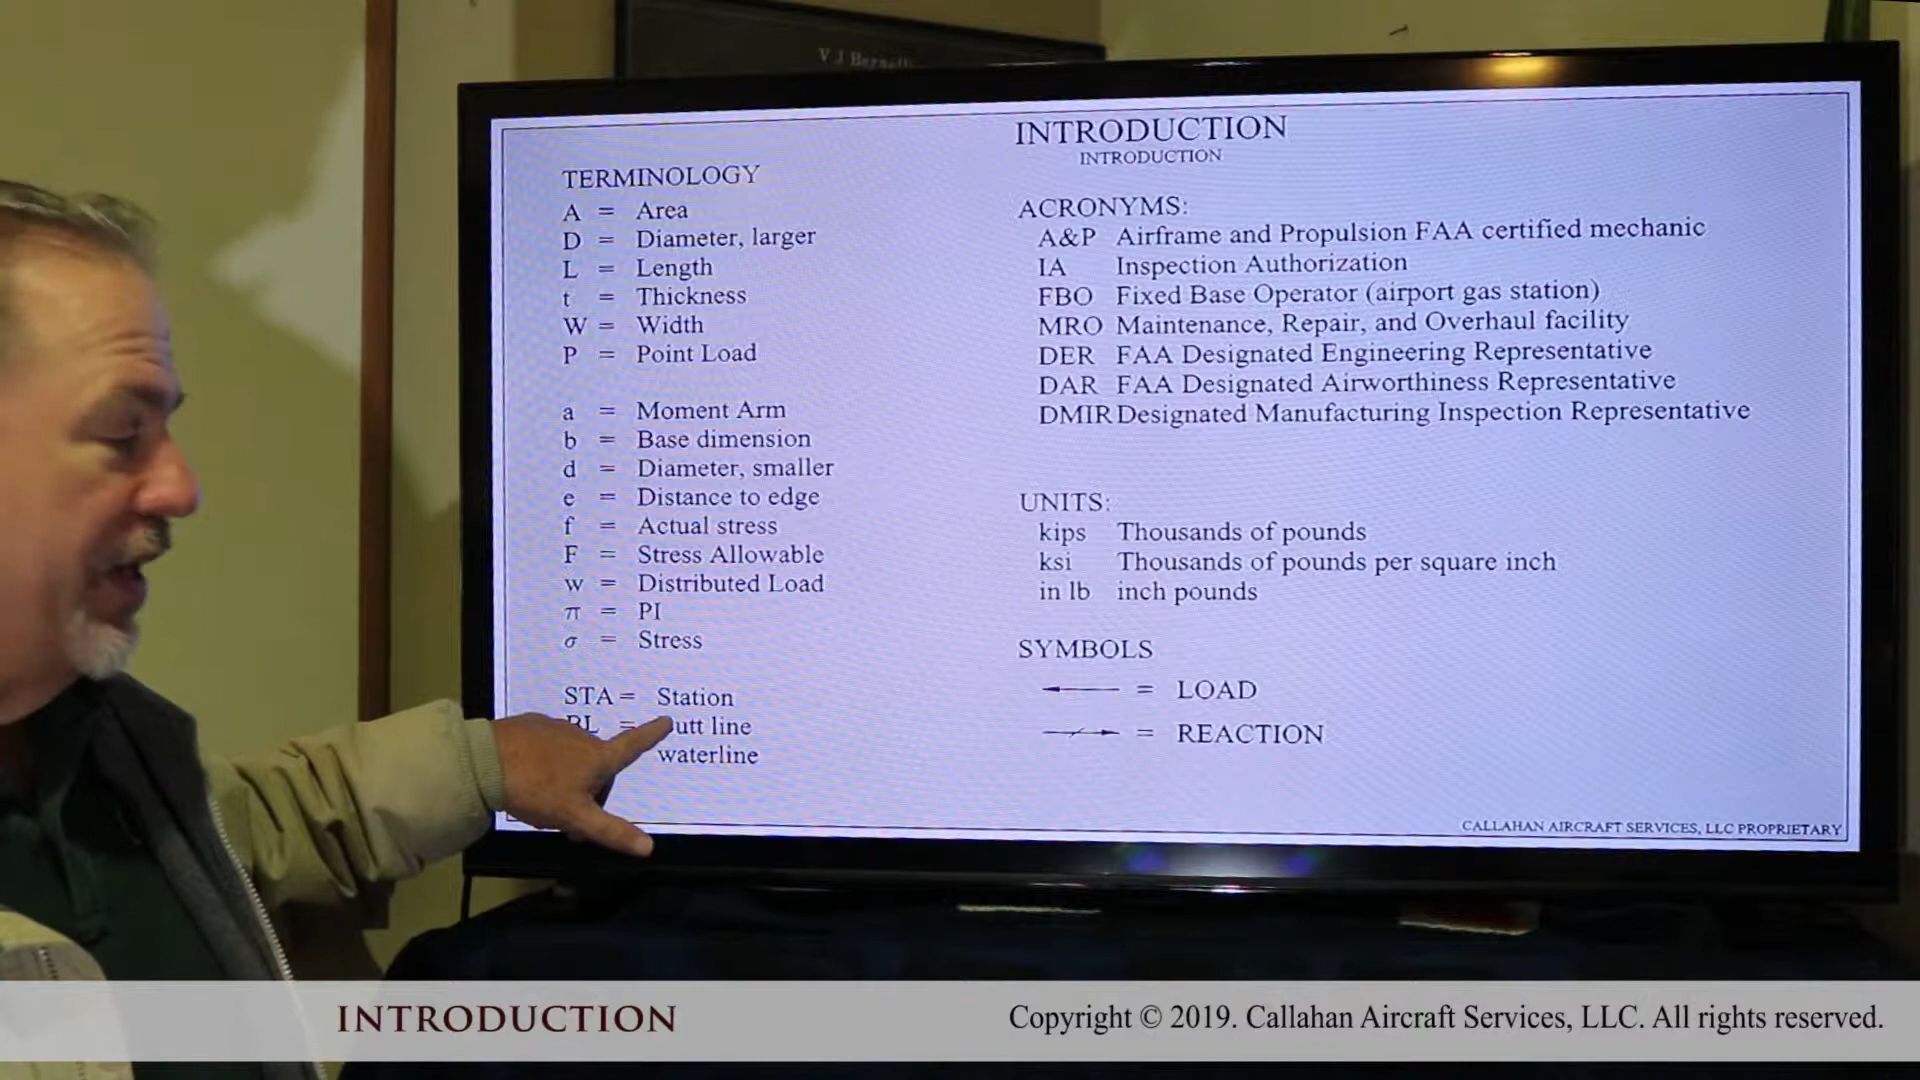 V J
INTRODUCTION
INTRODUCTION
TERMINOLOGY
A = Area
D = Diameter, larger
L = Length
t = Thickness
W = Width
P = Point Load
a = Moment Arm
b = Base dimension
d = Diameter, smaller
e = Distance to edge
f = Actual stress
F = Stress Allowable
w = Distributed Load
π = PI
σ = Stress
STA = Station
BL = utt line
waterline
ACRONYMS:
A&P Airframe and Propulsion FAA certified mechanic
IA Inspection Authorization
FBO Fixed Base Operator (airport gas station)
MRO Maintenance, Repair, and Overhaul facility
DER FAA Designated Engineering Representative
DAR FAA Designated Airworthiness Representative
DMIR Designated Manufacturing Inspection Representative
UNITS:
kips Thousands of pounds
ksi Thousands of pounds per square inch
in lb inch pounds
SYMBOLS
= LOAD
= REACTION
CALLAHAN AIRCRAFT SERVICES, LLC PROPRIETARY
INTRODUCTION
Copyright © 2019. Callahan Aircraft Services, LLC. All rights reserved.